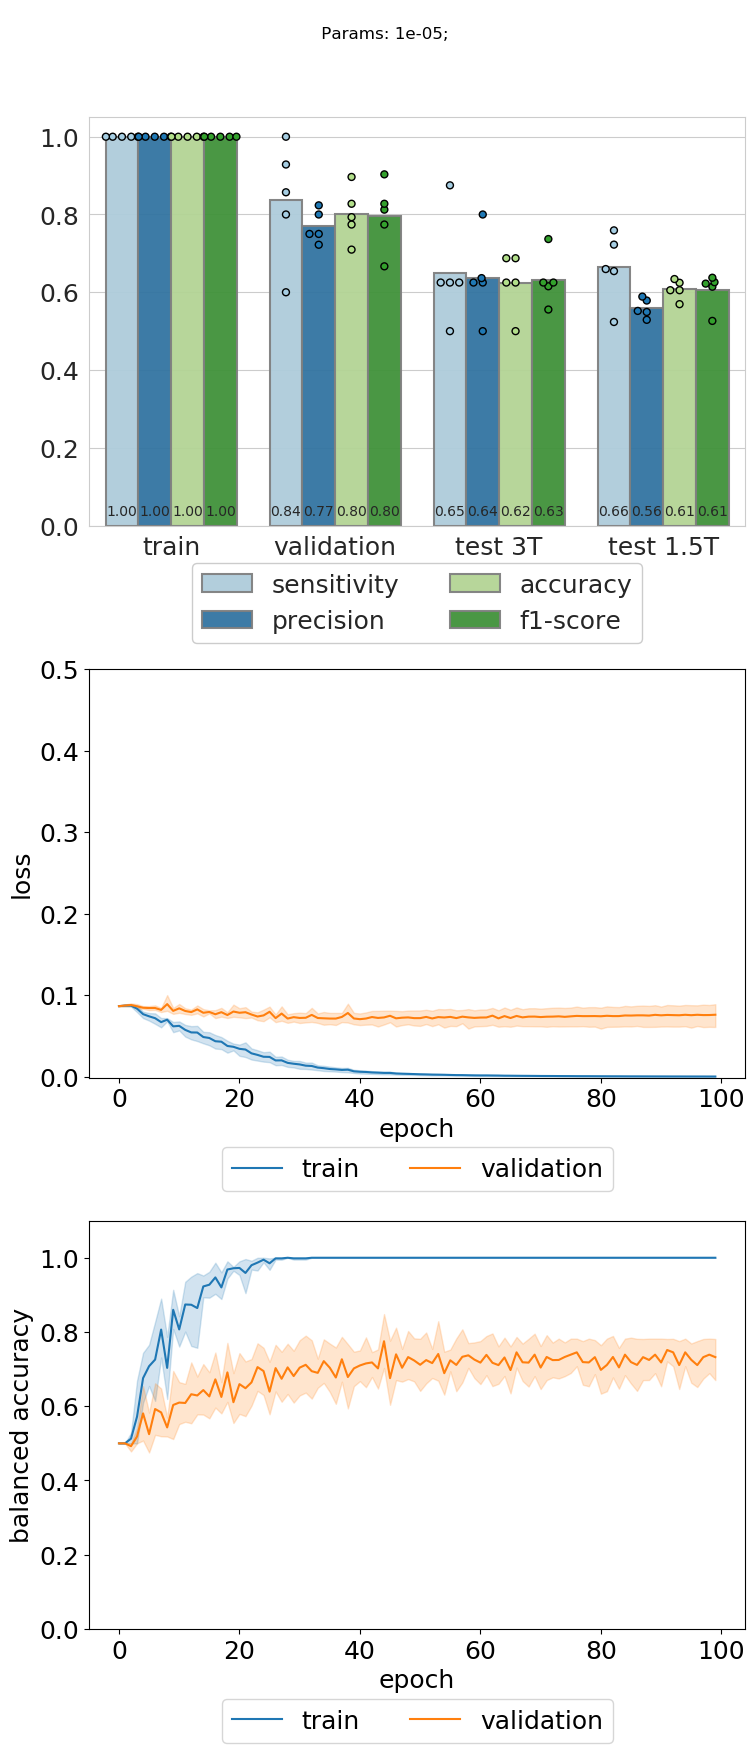 Params: 1e-05;
1.0
0.8
0.6
0.4
0.2
0.0
1.00 1.00 1.00 1.00 0.84 0.77 0.80 0.80 0.65 0.64 0.62 0.63 0.66 0.56 0.61 0.61
train validation test 3T test 1.5T
sensitivity accuracy
precision f1-score
0.5
0.4
0.3
0.2
0.1
0.0
loss
0 20 40 60 80 100
epoch
train validation
1.0
0.8
0.6
0.4
0.2
0.0
balanced accuracy
0 20 40 60 80 100
epoch
train validation